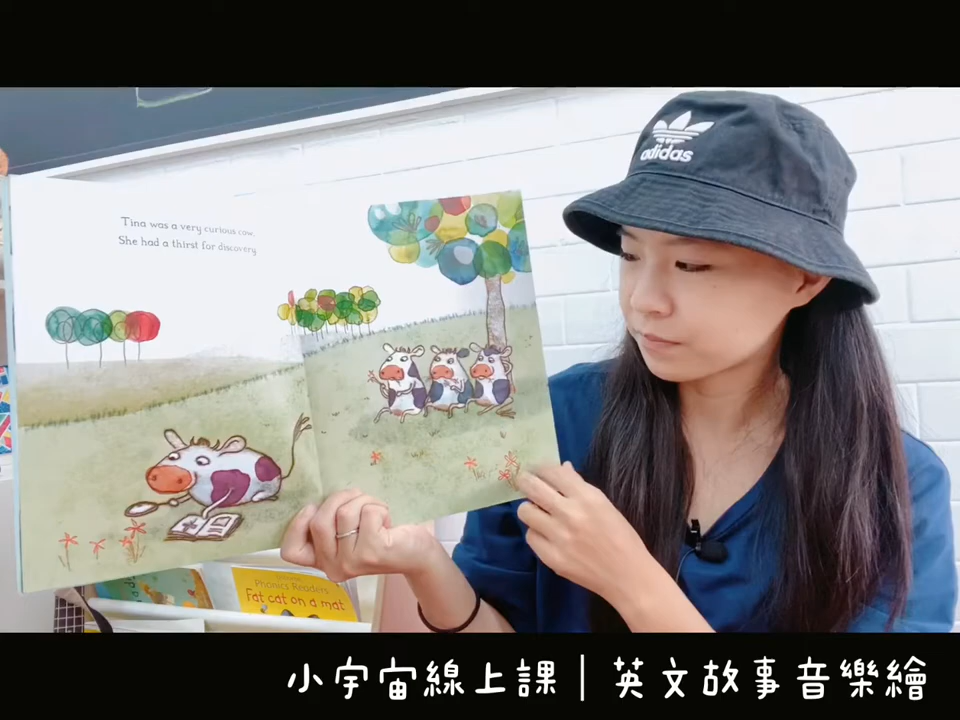 adidas
Tina was a very curious cow.
She had a thirst for discovery.
Phonics Readers
Fat cat on a mat
小宇宙線上課｜英文故事音樂繪